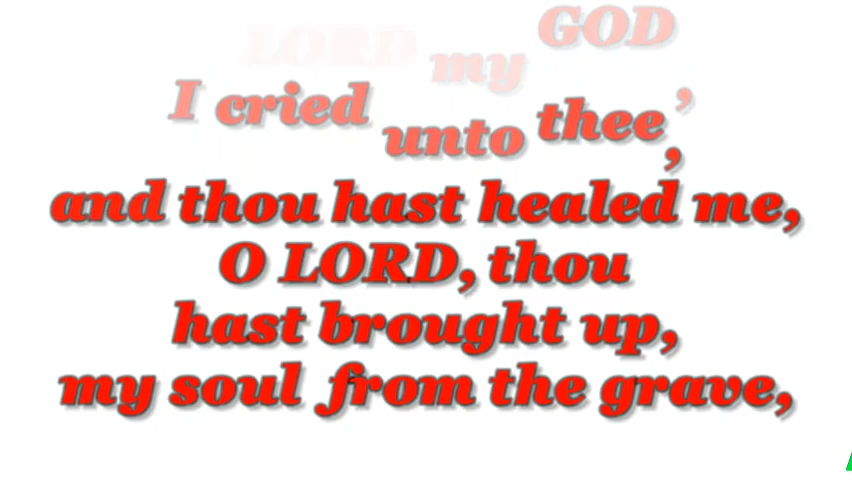 LORD my GOD
I cried unto thee,
and thou hast healed me,
O LORD, thou
hast brought up,
my soul from the grave,